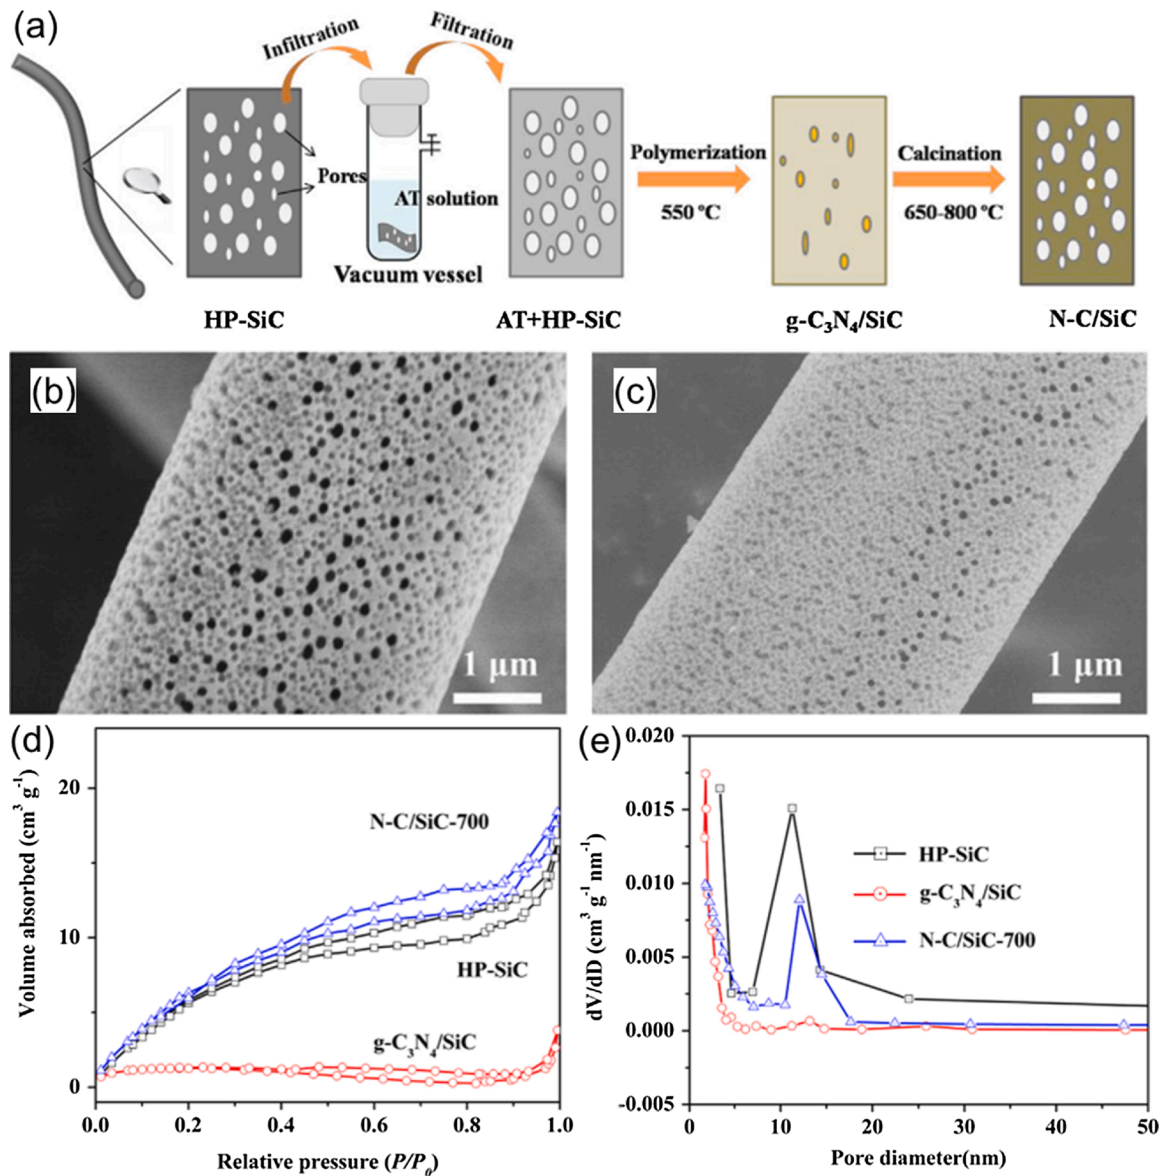 (a)
Infiltration
Filtration
Pores
AT solution
Vacuum vessel
Polymerization
550 °C
Calcination
650-800 °C
HP-SiC
AT+HP-SiC
g-C₃N₄/SiC
N-C/SiC
(b)
1 μm
(c)
1 μm
(d)
Volume absorbed (cm³ g⁻¹)
20
10
0
N-C/SiC-700
HP-SiC
g-C₃N₄/SiC
0.0 0.2 0.4 0.6 0.8 1.0
Relative pressure (P/P₀)
(e)
dV/dD (cm³ g⁻¹ nm⁻¹)
0.020
0.015
0.010
0.005
0.000
-0.005
HP-SiC
g-C₃N₄/SiC
N-C/SiC-700
0 10 20 30 40 50
Pore diameter(nm)